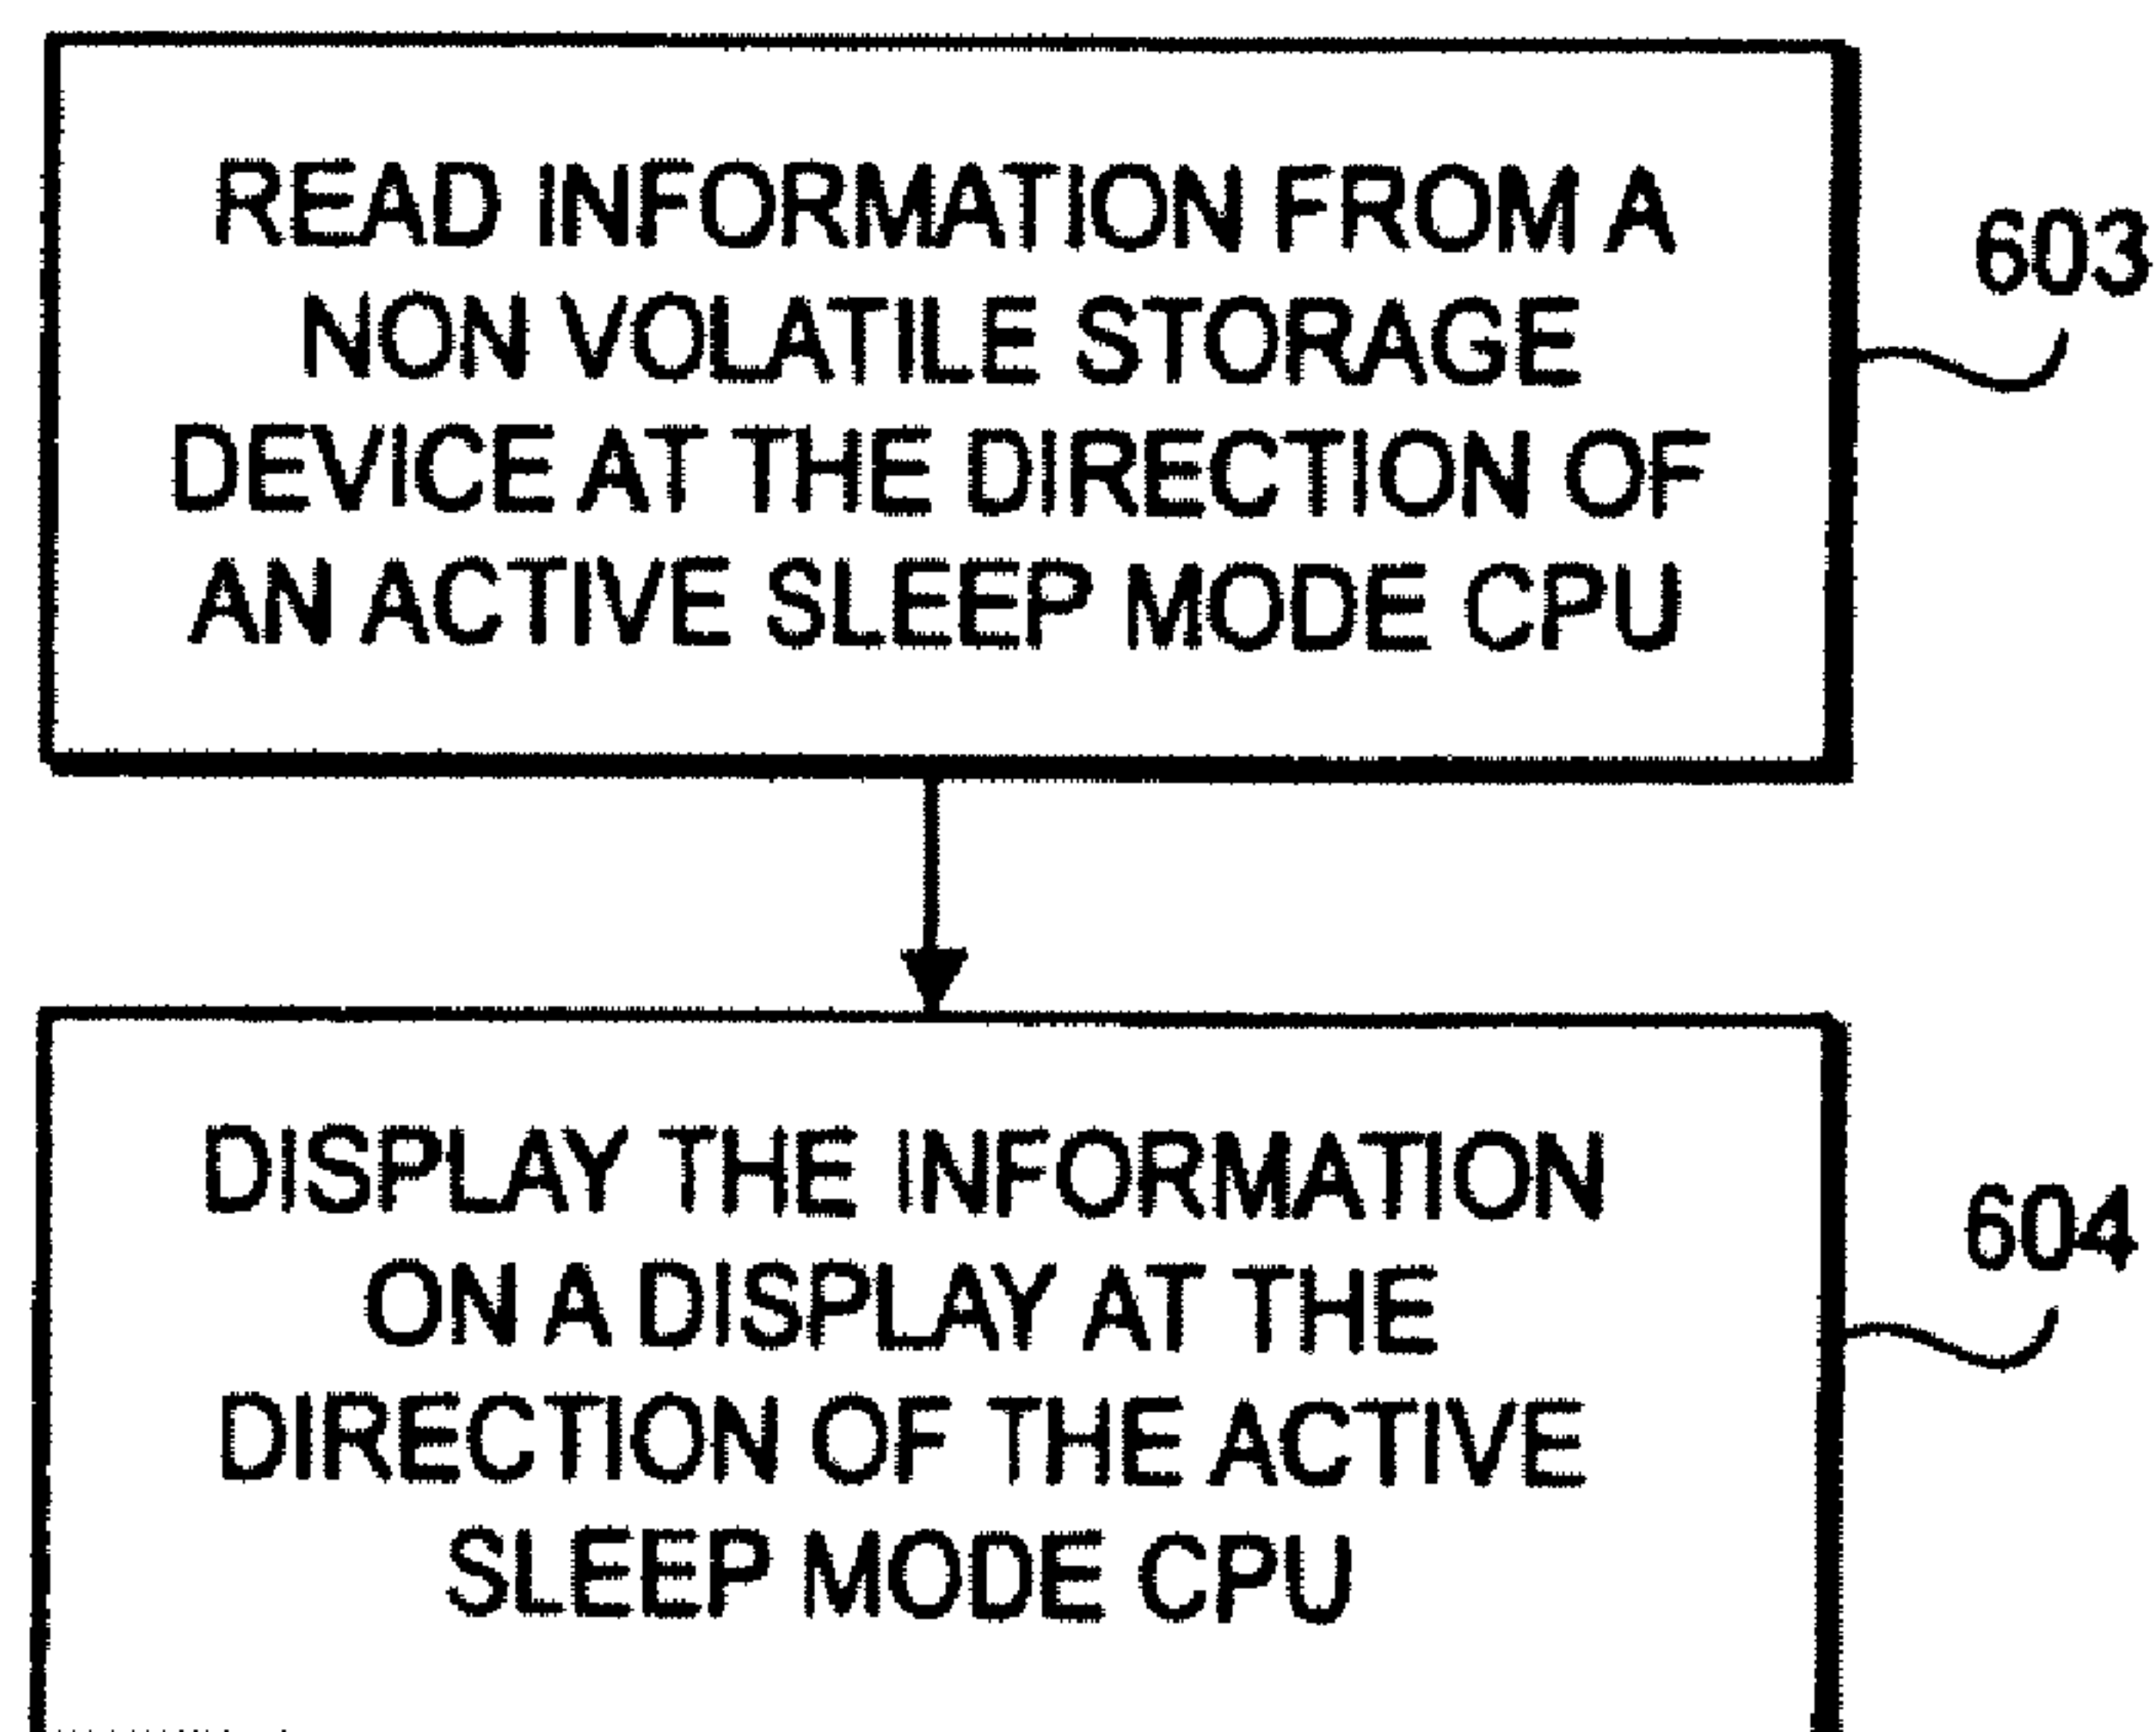 READ INFORMATION FROM A
NON VOLATILE STORAGE
DEVICE AT THE DIRECTION OF
AN ACTIVE SLEEP MODE CPU
603
DISPLAY THE INFORMATION
ON A DISPLAY AT THE
DIRECTION OF THE ACTIVE
SLEEP MODE CPU
604